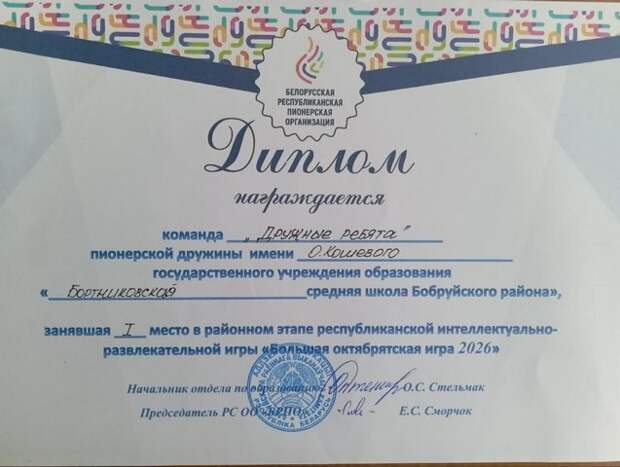 БЕЛОРУССКАЯ
РЕСПУБЛИКАНСКАЯ
ПИОНЕРСКАЯ
ОРГАНИЗАЦИЯ
Диплом
награждается
команда „Дружные ребята"
пионерской дружины имени О.Кошевого
государственного учреждения образования
«Бортниковская средняя школа Бобруйского района»,
занявшая I место в районном этапе республиканской интеллектуально-
развлекательной игры «Большая октябрятская игра 2026»
Начальник отдела по образованию О.С. Стельмак
Председатель РС ОО «БРПО» Е.С. Сморчок